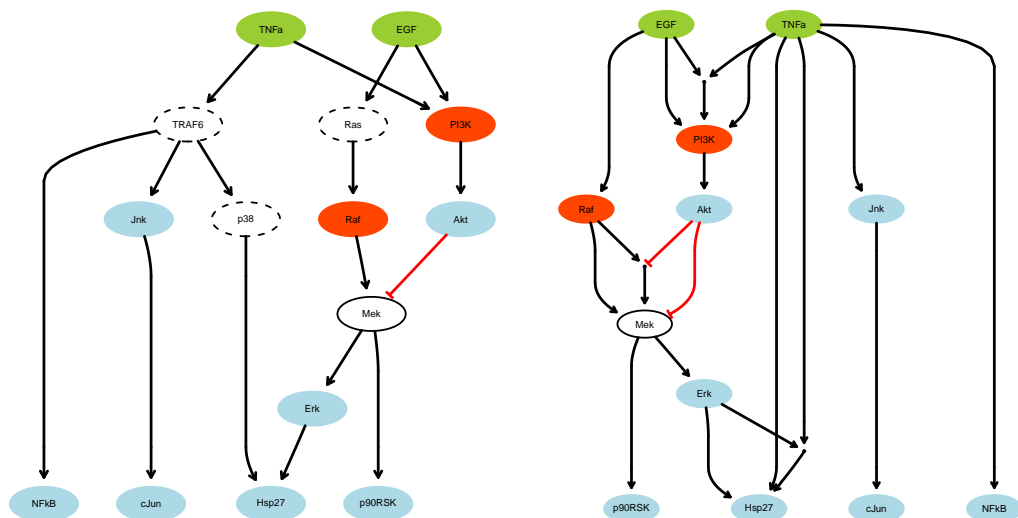 TNFa
EGF
TRAF6
Ras
PI3K
Jnk
p38
Raf
Akt
Mek
Erk
NFkB
cJun
Hsp27
p90RSK
EGF
TNFa
PI3K
Raf
Akt
Jnk
Mek
Erk
p90RSK
Hsp27
cJun
NFkB